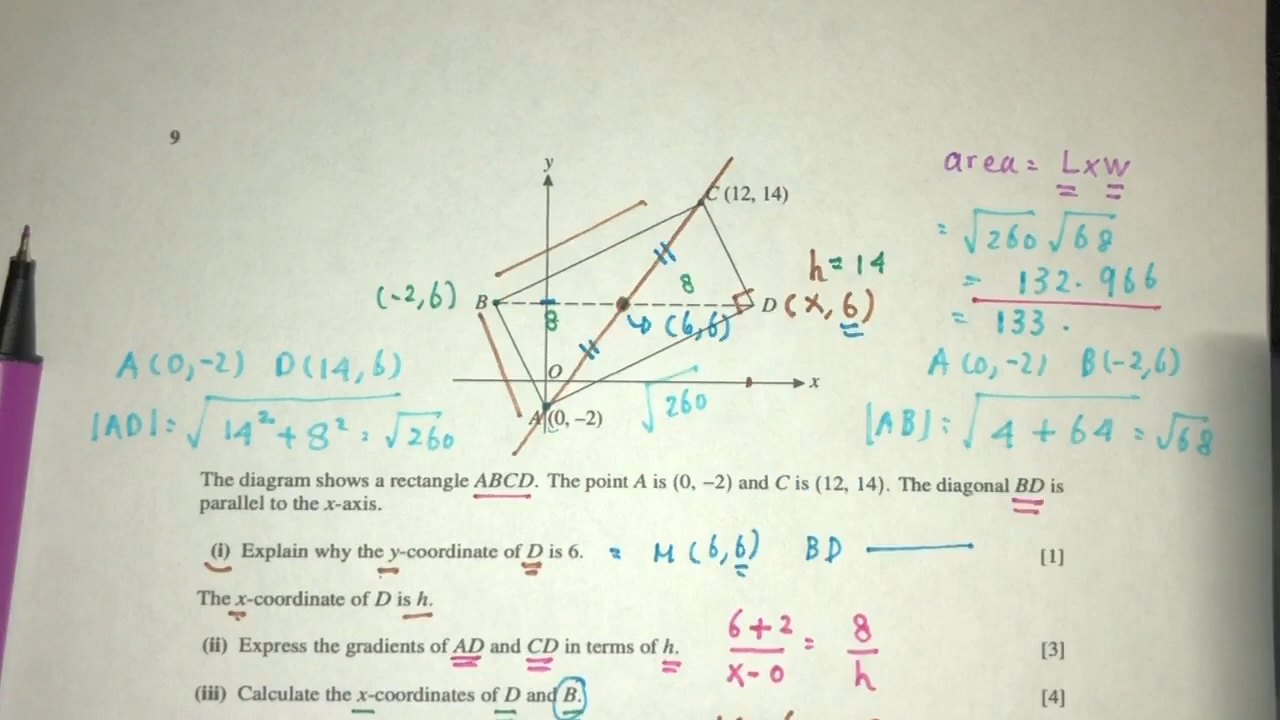 9
y
C (12, 14)
area = L×W
= √260 √68
= 132.966
= 133.
h = 14
8
(-2,6) B
D (x, 6)
8
↳ (6,6)
O
x
A (0, −2)
√260
A(0,-2) D(14,6)
|AD| = √14² + 8² = √260
A (0,-2) B(-2,6)
|AB| = √4 + 64 = √68
The diagram shows a rectangle ABCD. The point A is (0, −2) and C is (12, 14). The diagonal BD is
parallel to the x-axis.
(i) Explain why the y-coordinate of D is 6. = M (6,6) BD [1]
The x-coordinate of D is h.
(ii) Express the gradients of AD and CD in terms of h. [3]
6+2 = 8
x-0 h
(iii) Calculate the x-coordinates of D and B. [4]